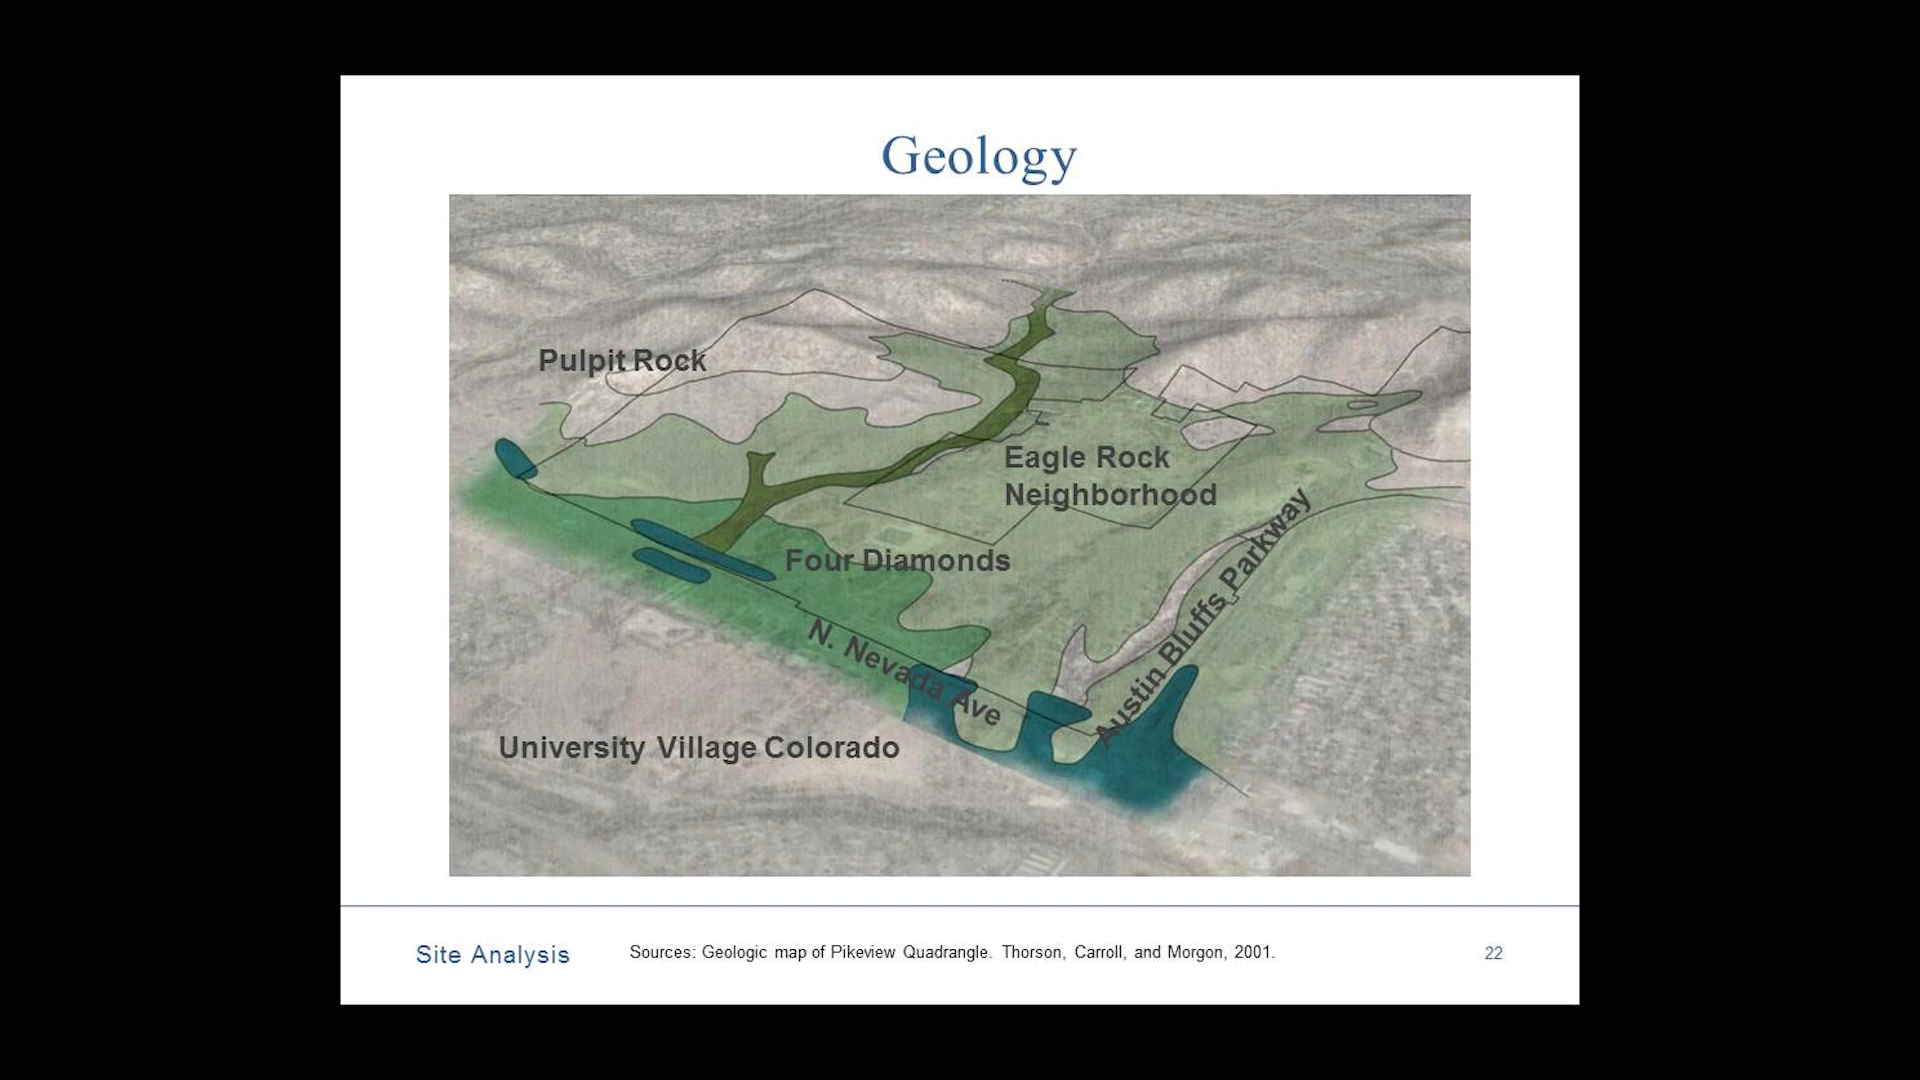 Geology
Pulpit Rock
Eagle Rock
Neighborhood
Four Diamonds
Austin Bluffs Parkway
N. Nevada Ave
University Village Colorado
Site Analysis
Sources: Geologic map of Pikeview Quadrangle. Thorson, Carroll, and Morgon, 2001.
22